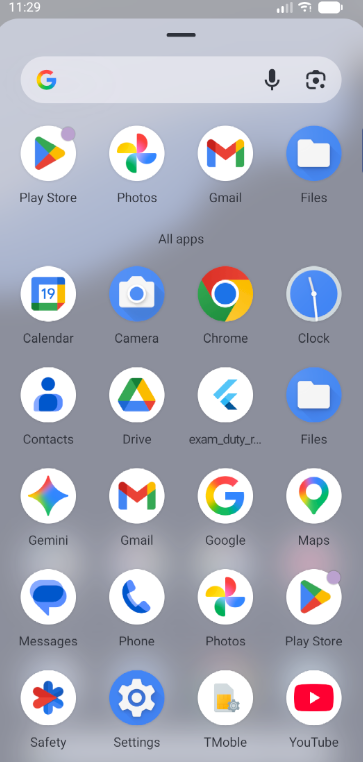 11:29
Play Store Photos Gmail Files
All apps
19
Calendar Camera Chrome Clock
Contacts Drive exam_duty_r... Files
Gemini Gmail Google Maps
Messages Phone Photos Play Store
Safety Settings TMoble YouTube